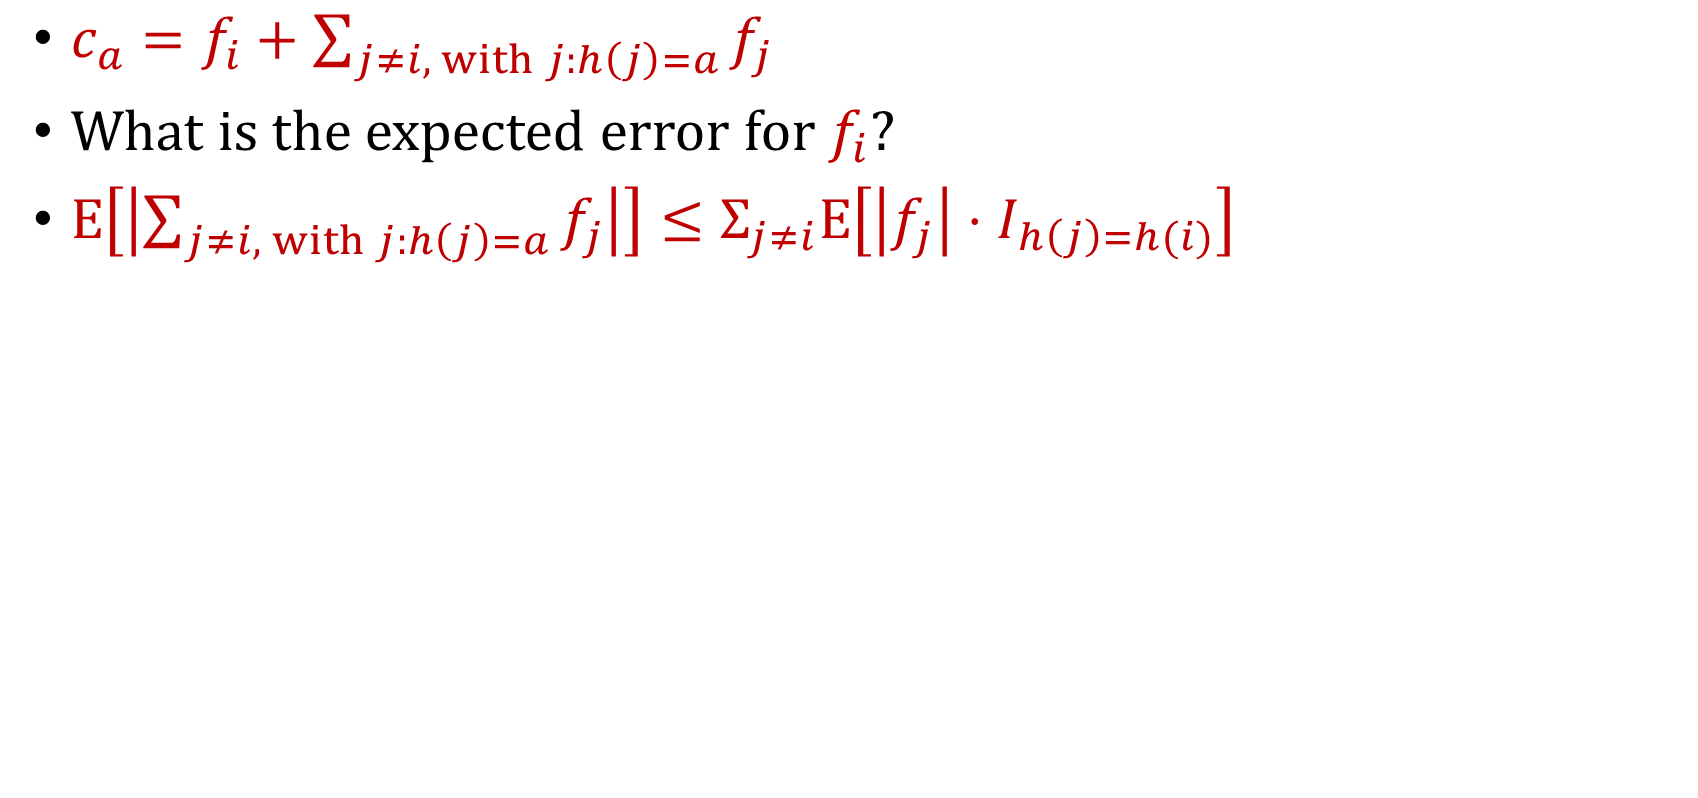 • c_a = f_i + ∑_{j≠i, with j:h(j)=a} f_j
• What is the expected error for f_i?
• E[|∑_{j≠i, with j:h(j)=a} f_j|] ≤ Σ_{j≠i} E[|f_j| · I_{h(j)=h(i)}]